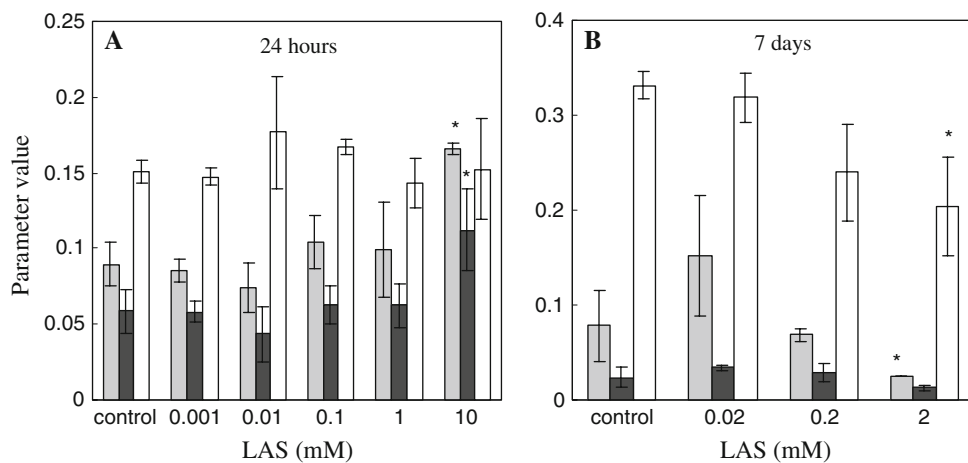 A
24 hours
Parameter value
0.25
0.2
0.15
0.1
0.05
0
*
*
control 0.001 0.01 0.1 1 10
LAS (mM)
B
7 days
0.4
0.3
0.2
0.1
0
*
*
control 0.02 0.2 2
LAS (mM)